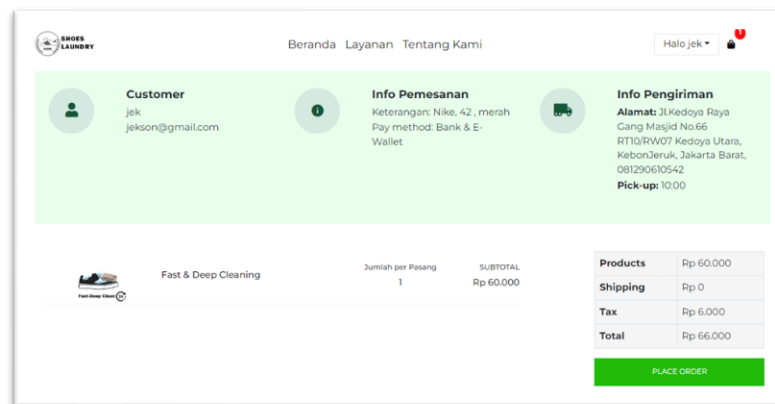 SHOES
LAUNDRY
Beranda Layanan Tentang Kami
Halo jek
1
Customer
jek
jekson@gmail.com
Info Pemesanan
Keterangan: Nike, 42 , merah
Pay method: Bank & E-
Wallet
Info Pengiriman
Alamat: Jl.Kedoya Raya
Gang Masjid No.66
RT10/RW07 Kedoya Utara,
KebonJeruk, Jakarta Barat,
081290610542
Pick-up: 10:00
Fast Deep Clean
Fast & Deep Cleaning
Jumlah per Pasang
1
SUBTOTAL
Rp 60.000
Products Rp 60.000
Shipping Rp 0
Tax Rp 6.000
Total Rp 66.000
PLACE ORDER